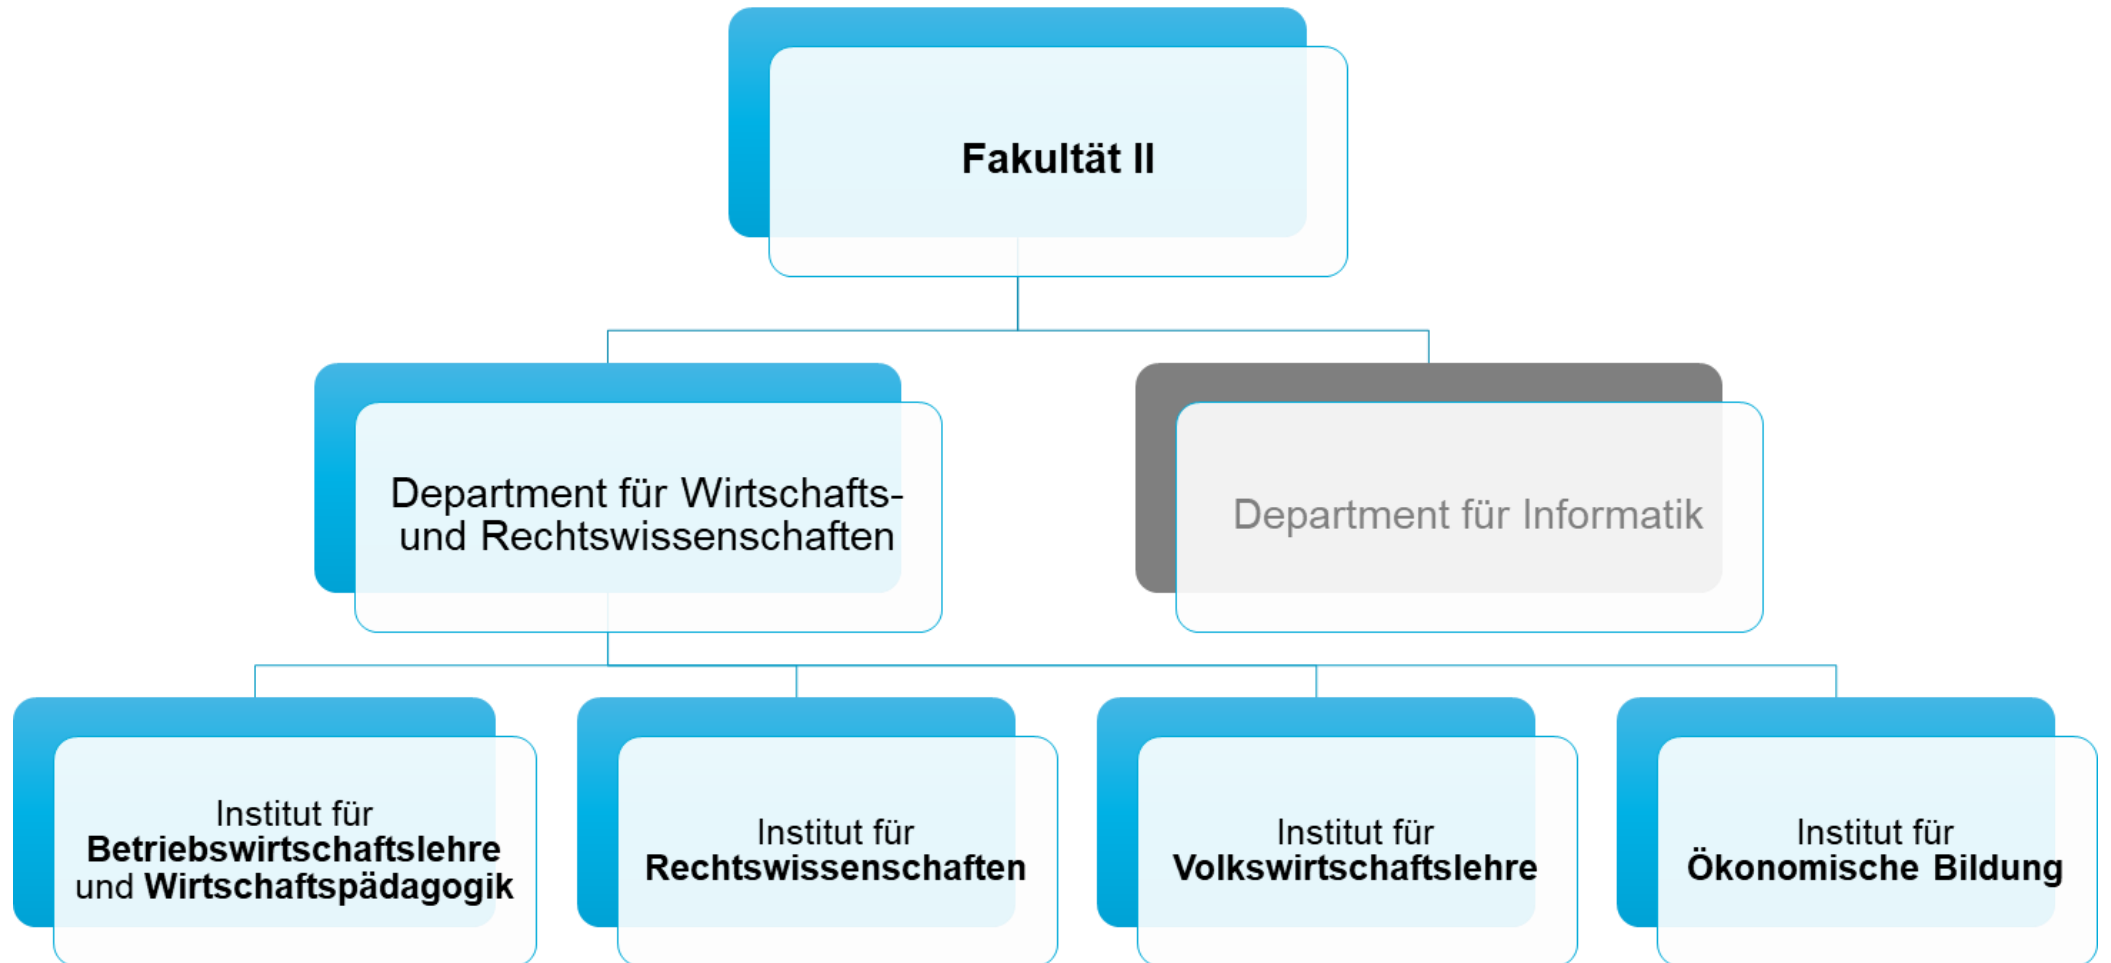 Fakultät II
Department für Wirtschafts-
und Rechtswissenschaften
Department für Informatik
Institut für
Betriebswirtschaftslehre
und Wirtschaftspädagogik
Institut für
Rechtswissenschaften
Institut für
Volkswirtschaftslehre
Institut für
Ökonomische Bildung